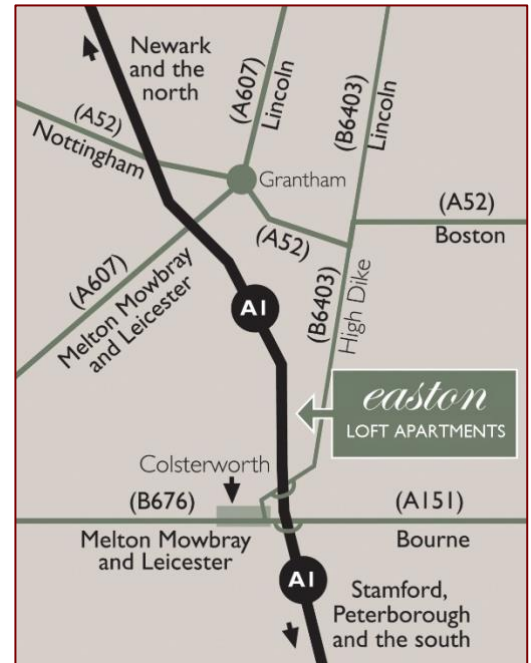 Newark
and the
north
(A607)
Lincoln
(B6403)
Lincoln
(A52)
Nottingham
Grantham
(A52)
(A52)
Boston
(A607)
Melton Mowbray
and Leicester
A1
(B6403)
High Dike
easton
LOFT APARTMENTS
Colsterworth
(B676)
(A151)
Melton Mowbray
and Leicester
Bourne
A1
Stamford,
Peterborough
and the south